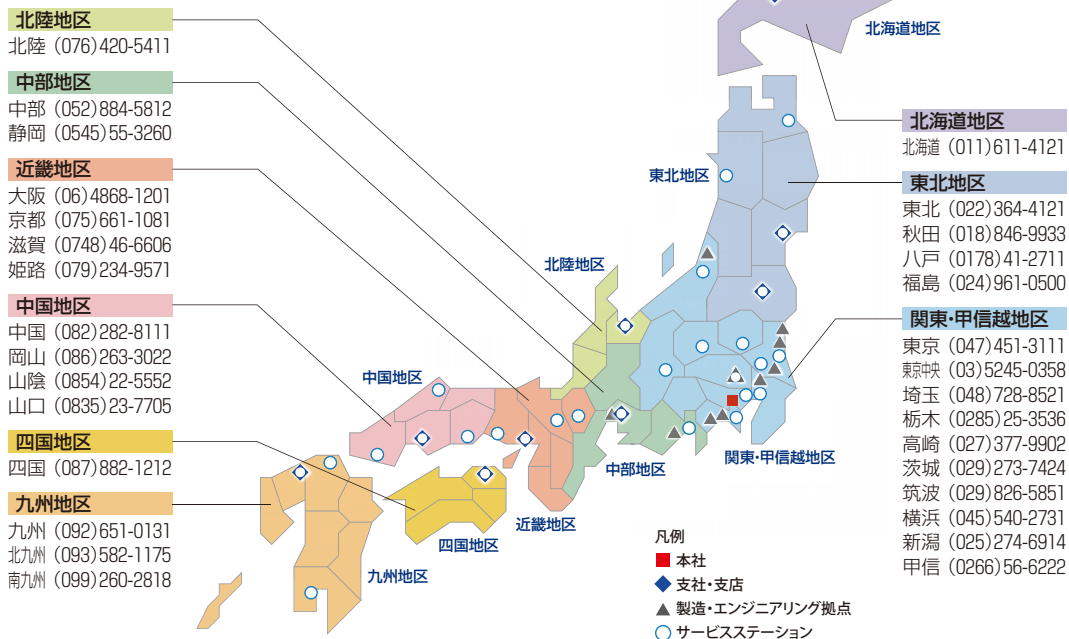 北陸地区
北陸 (076)420-5411
中部地区
中部 (052)884-5812
静岡 (0545)55-3260
近畿地区
大阪 (06)4868-1201
京都 (075)661-1081
滋賀 (0748)46-6606
姫路 (079)234-9571
中国地区
中国 (082)282-8111
岡山 (086)263-3022
山陰 (0854)22-5552
山口 (0835)23-7705
四国地区
四国 (087)882-1212
九州地区
九州 (092)651-0131
北九州 (093)582-1175
南九州 (099)260-2818
北海道地区
東北地区
北陸地区
中国地区
関東・甲信越地区
中部地区
近畿地区
四国地区
九州地区
凡例
本社
支社・支店
製造・エンジニアリング拠点
サービスステーション
北海道地区
北海道 (011)611-4121
東北地区
東北 (022)364-4121
秋田 (018)846-9933
八戸 (0178)41-2711
福島 (024)961-0500
関東・甲信越地区
東京 (047)451-3111
東京中央 (03)5245-0358
埼玉 (048)728-8521
栃木 (0285)25-3536
高崎 (027)377-9902
茨城 (029)273-7424
筑波 (029)826-5851
横浜 (045)540-2731
新潟 (025)274-6914
甲信 (0266)56-6222